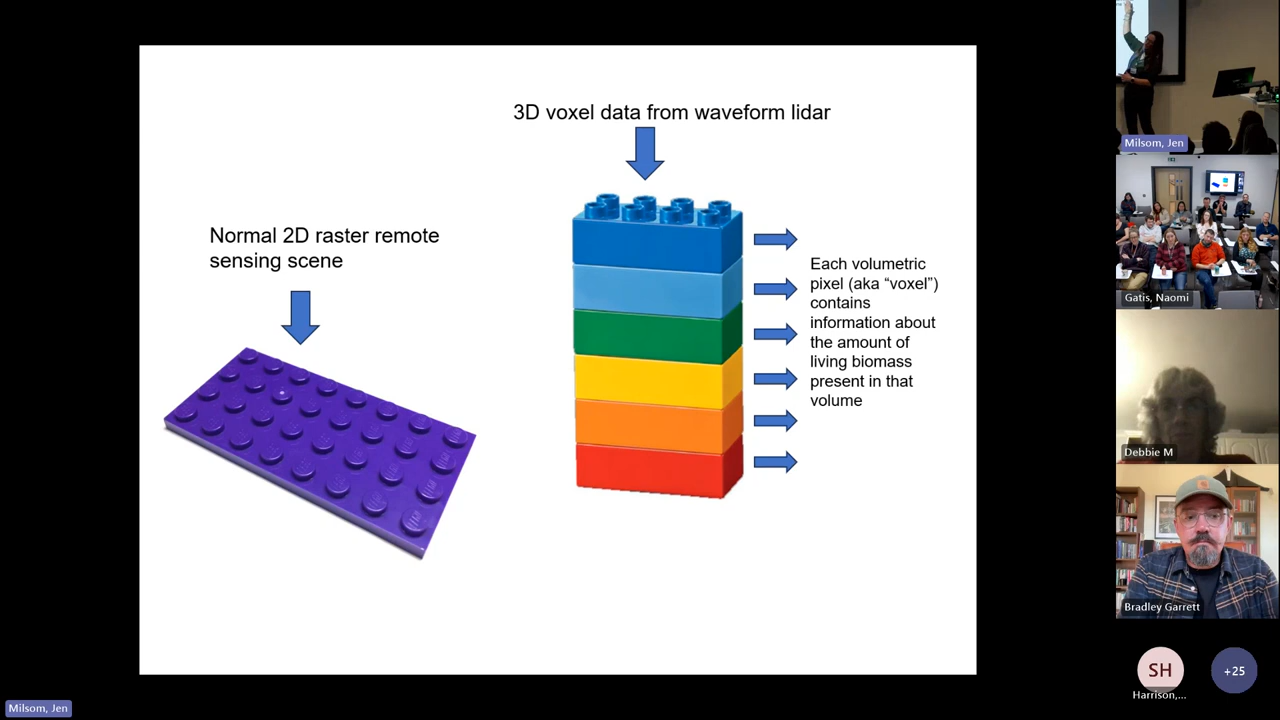 3D voxel data from waveform lidar
Normal 2D raster remote
sensing scene
Each volumetric
pixel (aka “voxel”)
contains
information about
the amount of
living biomass
present in that
volume
Milsom, Jen
Gatis, Naomi
Debbie M
Bradley Garrett
SH
Harrison,...
+25
Milsom, Jen